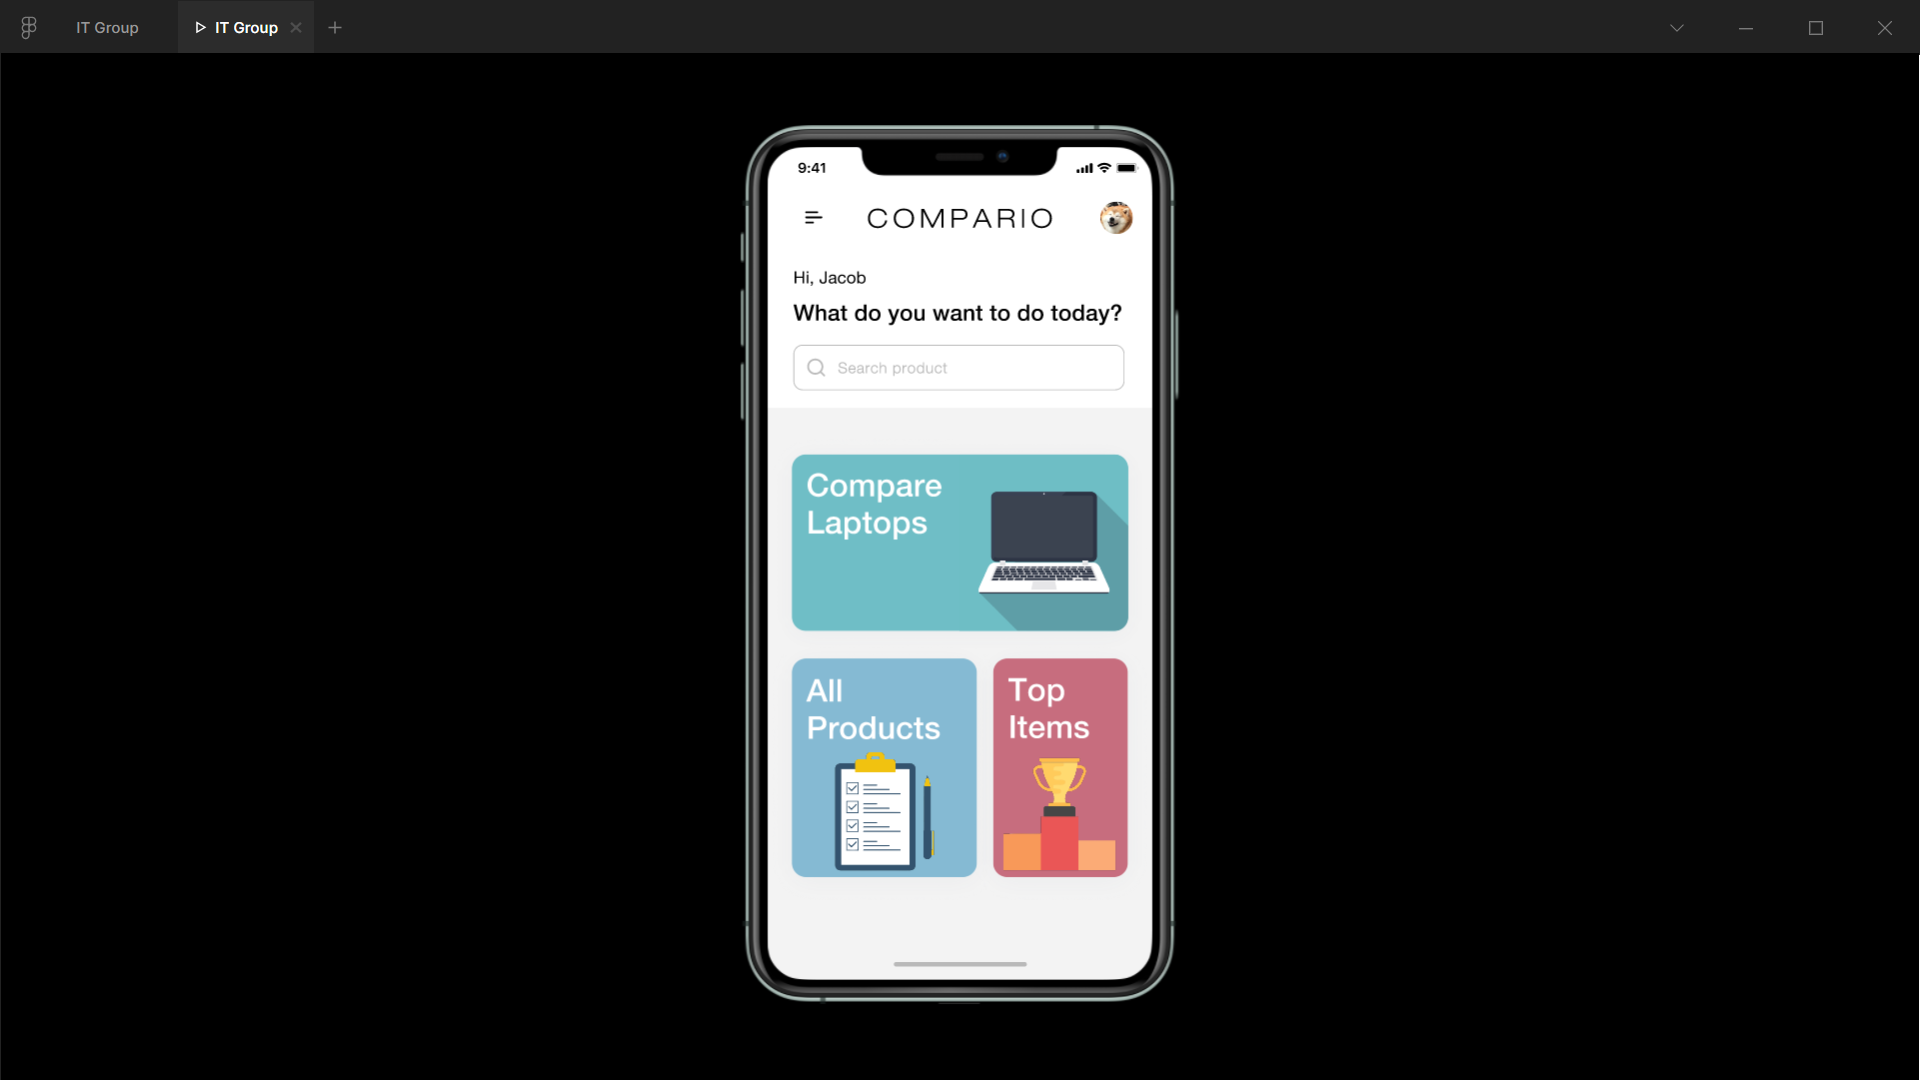 IT Group
IT Group
9:41
COMPARIO
Hi, Jacob
What do you want to do today?
Search product
Compare
Laptops
All
Products
Top
Items